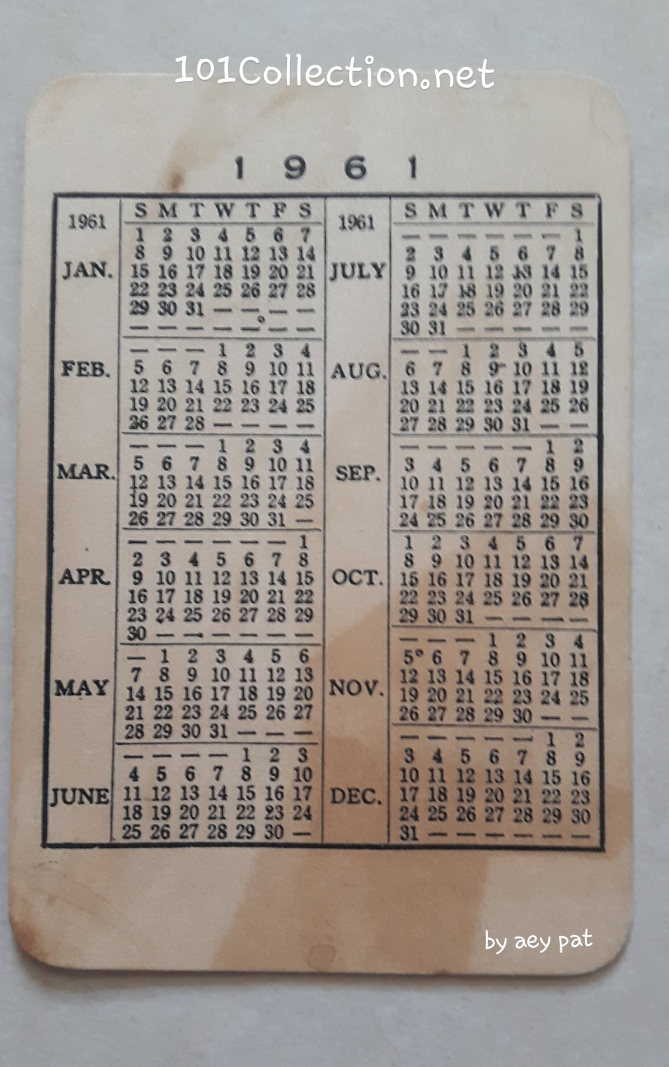 101Collection.net
1 9 6 1
1961 S M T W T F S
JAN. 1 2 3 4 5 6 7
8 9 10 11 12 13 14
15 16 17 18 19 20 21
22 23 24 25 26 27 28
29 30 31 — — — —
— — — — — — —
FEB. — — — 1 2 3 4
5 6 7 8 9 10 11
12 13 14 15 16 17 18
19 20 21 22 23 24 25
26 27 28 — — — —
MAR. — — — 1 2 3 4
5 6 7 8 9 10 11
12 13 14 15 16 17 18
19 20 21 22 23 24 25
26 27 28 29 30 31 —
APR. — — — — — — 1
2 3 4 5 6 7 8
9 10 11 12 13 14 15
16 17 18 19 20 21 22
23 24 25 26 27 28 29
30 — — — — — —
MAY — 1 2 3 4 5 6
7 8 9 10 11 12 13
14 15 16 17 18 19 20
21 22 23 24 25 26 27
28 29 30 31 — — —
JUNE — — — — 1 2 3
4 5 6 7 8 9 10
11 12 13 14 15 16 17
18 19 20 21 22 23 24
25 26 27 28 29 30 —
1961 S M T W T F S
JULY — — — — — — 1
2 3 4 5 6 7 8
9 10 11 12 13 14 15
16 17 18 19 20 21 22
23 24 25 26 27 28 29
30 31 — — — — —
AUG. — — 1 2 3 4 5
6 7 8 9 10 11 12
13 14 15 16 17 18 19
20 21 22 23 24 25 26
27 28 29 30 31 — —
SEP. — — — — — 1 2
3 4 5 6 7 8 9
10 11 12 13 14 15 16
17 18 19 20 21 22 23
24 25 26 27 28 29 30
OCT. 1 2 3 4 5 6 7
8 9 10 11 12 13 14
15 16 17 18 19 20 21
22 23 24 25 26 27 28
29 30 31 — — — —
NOV. — — — 1 2 3 4
5 6 7 8 9 10 11
12 13 14 15 16 17 18
19 20 21 22 23 24 25
26 27 28 29 30 — —
DEC. — — — — — 1 2
3 4 5 6 7 8 9
10 11 12 13 14 15 16
17 18 19 20 21 22 23
24 25 26 27 28 29 30
31 — — — — — —
by aey pat